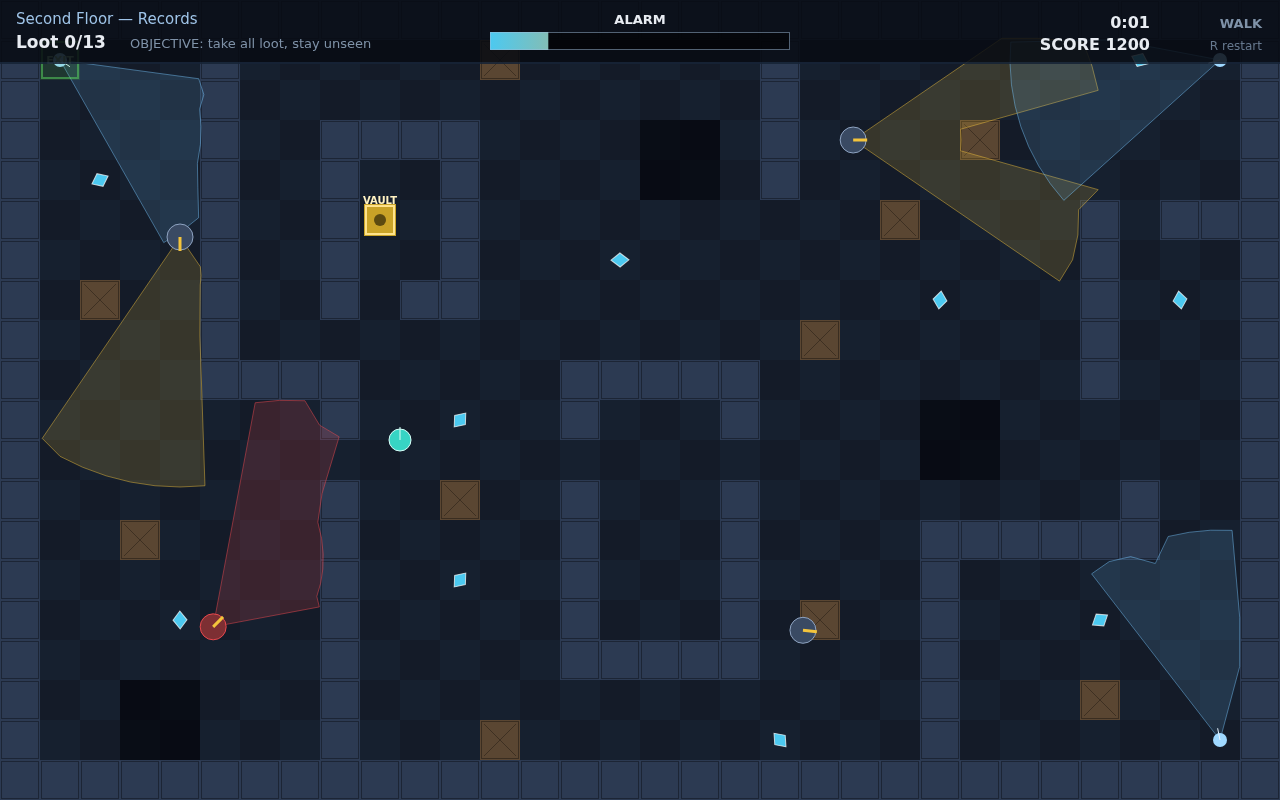 Second Floor — Records
Loot 0/13
OBJECTIVE: take all loot, stay unseen
ALARM
0:01
SCORE 1200
WALK
R restart
VAULT